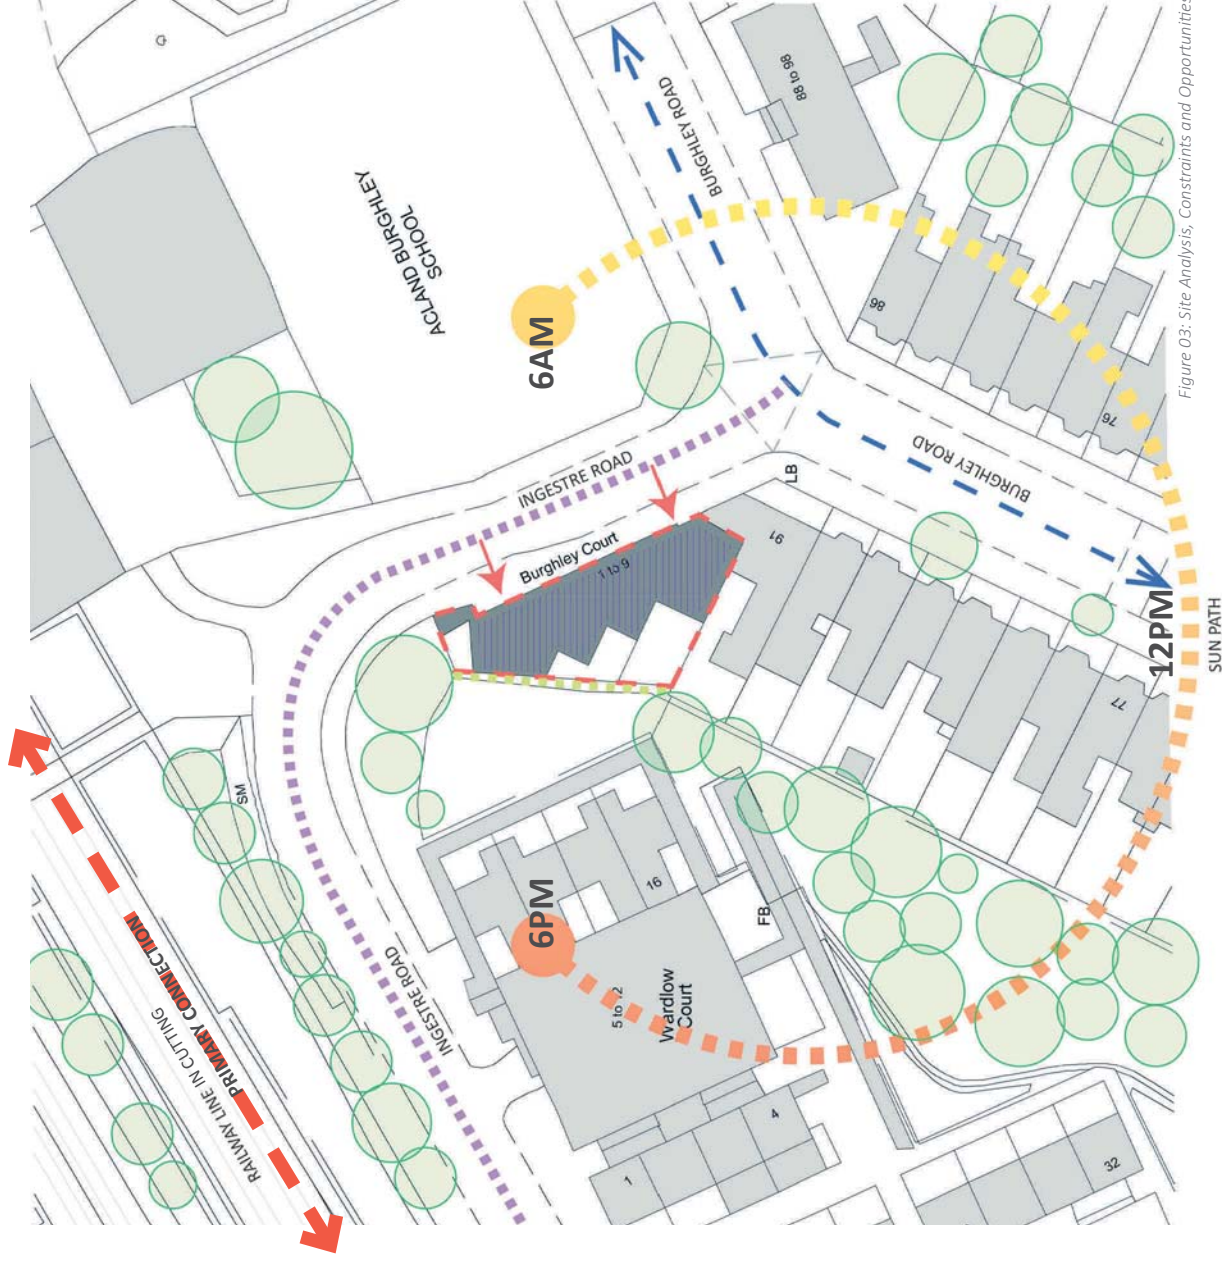 ACLAND BURGHLEY
SCHOOL
88 to 98
BURGHLEY ROAD
6AM
86
76
INGESTRE ROAD
BURGHLEY ROAD
LB
Burghley Court
1 to 9
91
12PM
SUN PATH
77
SM
PRIMARY CONNECTION
RAILWAY LINE IN CUTTING
INGESTRE ROAD
6PM
16
FB
5 to 12
Wardlow
Court
1
4
32
Figure 03: Site Analysis, Constraints and Opportunities